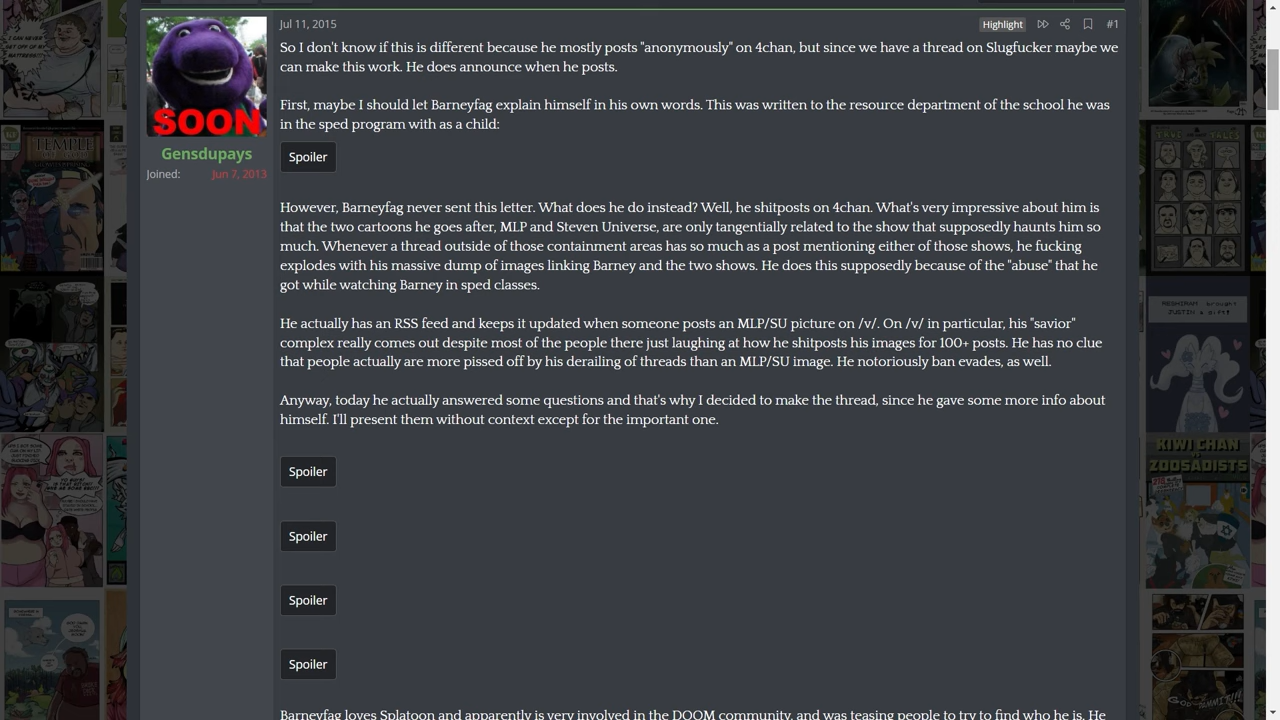 Jul 11, 2015
Highlight
#1
SOON
Gensdupays
Joined: Jun 7, 2013
So I don't know if this is different because he mostly posts "anonymously" on 4chan, but since we have a thread on Slugfucker maybe we
can make this work. He does announce when he posts.
First, maybe I should let Barneyfag explain himself in his own words. This was written to the resource department of the school he was
in the sped program with as a child:
Spoiler
However, Barneyfag never sent this letter. What does he do instead? Well, he shitposts on 4chan. What's very impressive about him is
that the two cartoons he goes after, MLP and Steven Universe, are only tangentially related to the show that supposedly haunts him so
much. Whenever a thread outside of those containment areas has so much as a post mentioning either of those shows, he fucking
explodes with his massive dump of images linking Barney and the two shows. He does this supposedly because of the "abuse" that he
got while watching Barney in sped classes.
He actually has an RSS feed and keeps it updated when someone posts an MLP/SU picture on /v/. On /v/ in particular, his "savior"
complex really comes out despite most of the people there just laughing at how he shitposts his images for 100+ posts. He has no clue
that people actually are more pissed off by his derailing of threads than an MLP/SU image. He notoriously ban evades, as well.
Anyway, today he actually answered some questions and that's why I decided to make the thread, since he gave some more info about
himself. I'll present them without context except for the important one.
Spoiler
Spoiler
Spoiler
Spoiler
Barneyfag loves Splatoon and apparently is very involved in the DOOM community, and was teasing people to try to find who he is. He
TEMPLE
TRUE TALES
KIWI CHAN
ZOOSADISTS